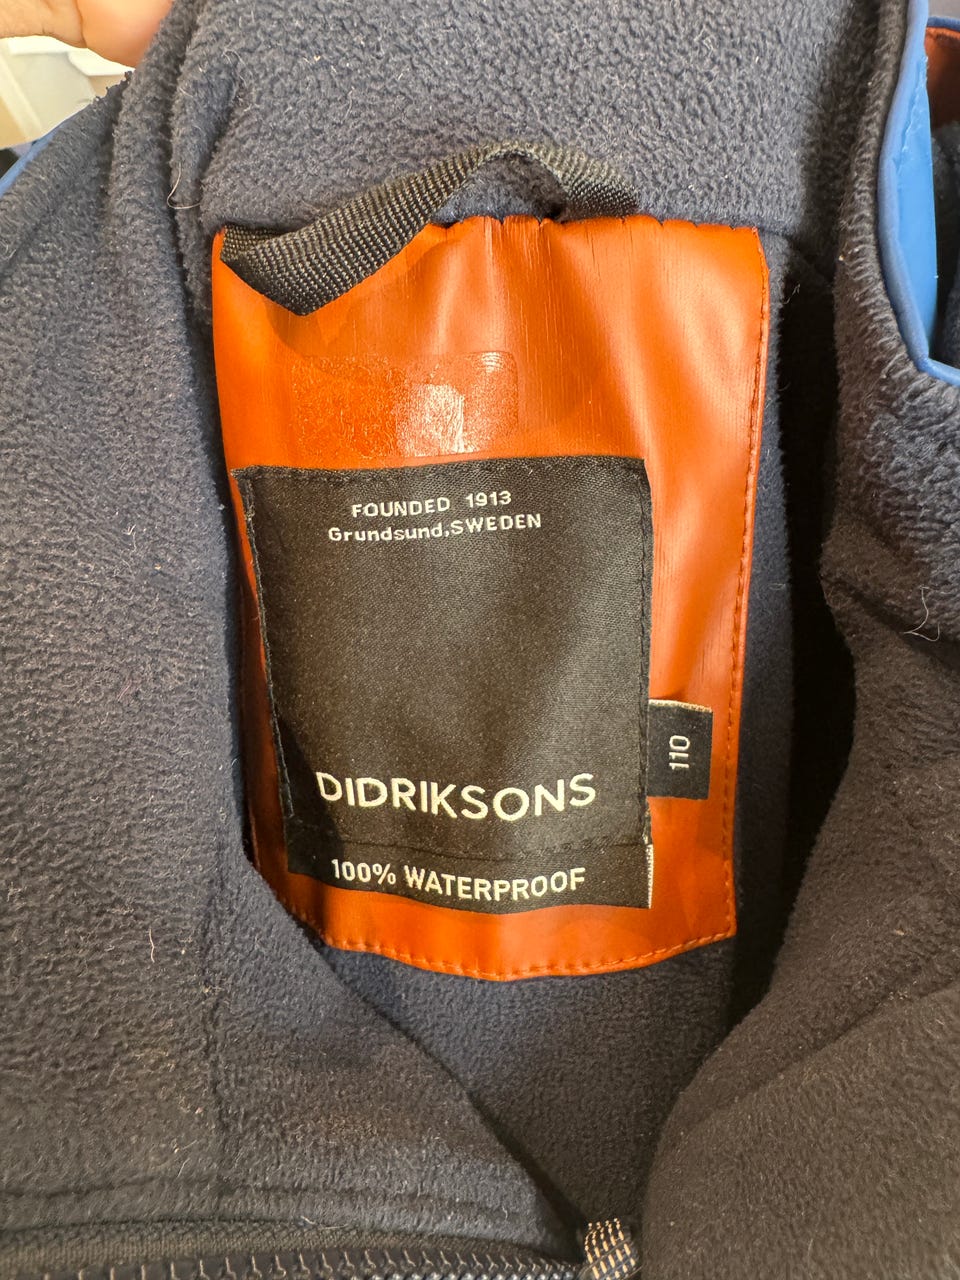 FOUNDED 1913
Grundsund,SWEDEN
DIDRIKSONS
100% WATERPROOF
110